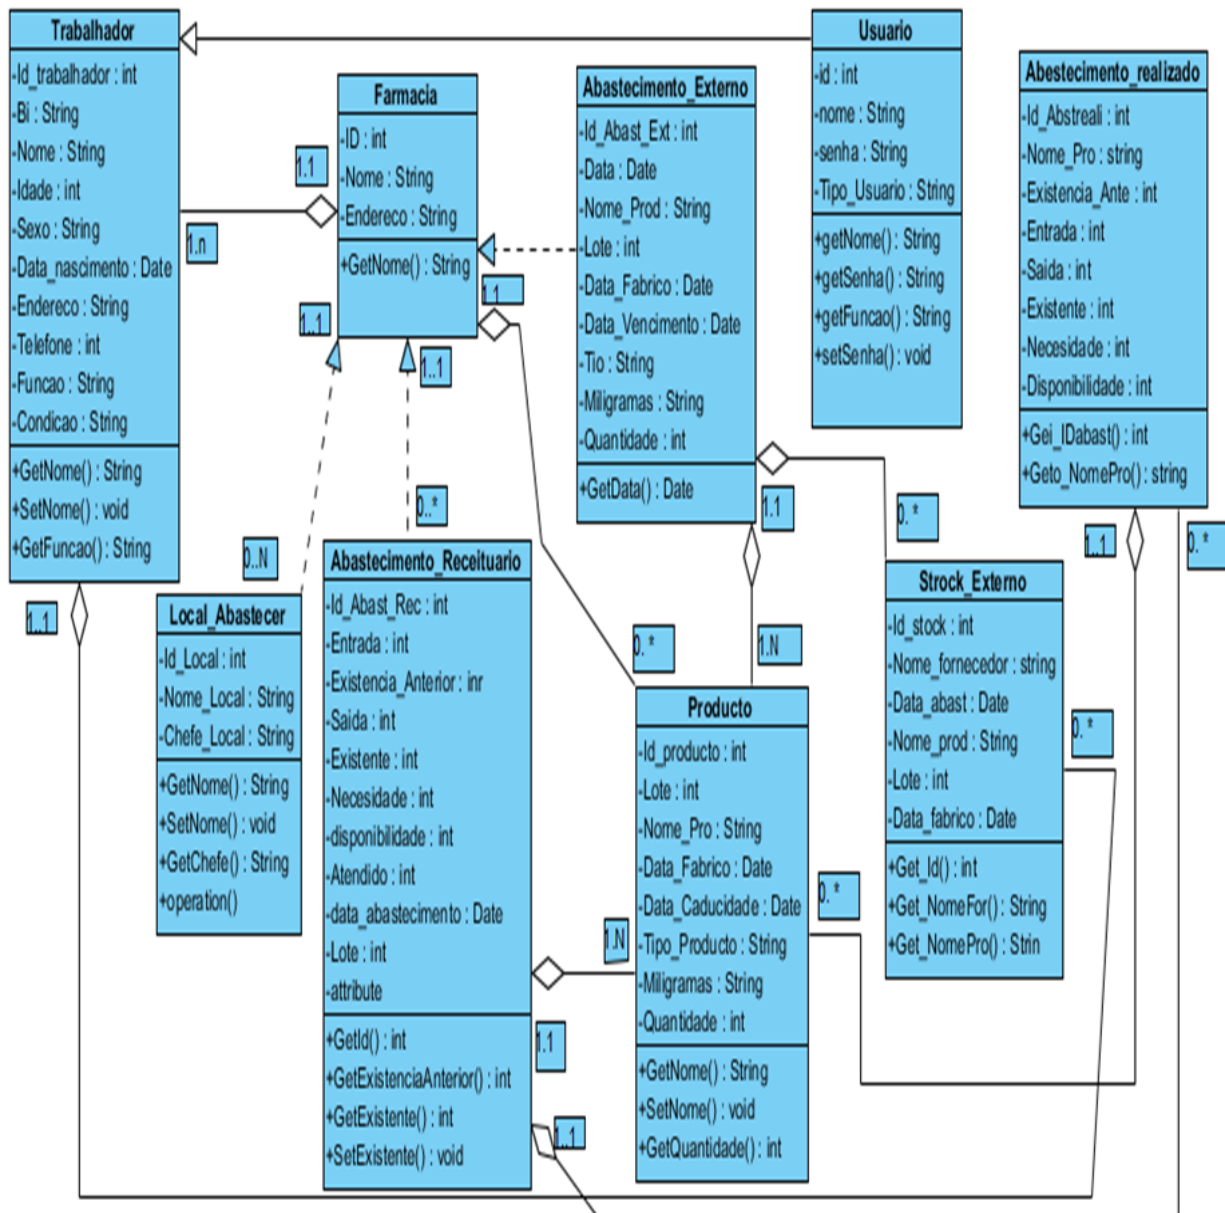 Trabalhador
-Id_trabalhador : int
-Bi : String
-Nome : String
-Idade : int
-Sexo : String
-Data_nascimento : Date
-Endereco : String
-Telefone : int
-Funcao : String
-Condicao : String
+GetNome() : String
+SetNome() : void
+GetFuncao() : String
1..1
1.n
1.1
Farmacia
-ID : int
-Nome : String
-Endereco : String
+GetNome() : String
1.1
1..1
1..1
Abastecimento_Externo
-Id_Abast_Ext : int
-Data : Date
-Nome_Prod : String
-Lote : int
-Data_Fabrico : Date
-Data_Vencimento : Date
-Tio : String
-Miligramas : String
-Quantidade : int
+GetData() : Date
1.1
Usuario
-id : int
-nome : String
-senha : String
-Tipo_Usuario : String
+getNome() : String
+getSenha() : String
+getFuncao() : String
+setSenha() : void
Abestecimento_realizado
-Id_Abstreali : int
-Nome_Pro : string
-Existencia_Ante : int
-Entrada : int
-Saida : int
-Existente : int
-Necesidade : int
-Disponibilidade : int
+Gei_IDabast() : int
+Geto_NomePro() : string
1..1
0. *
0..N
Local_Abastecer
-Id_Local : int
-Nome_Local : String
-Chefe_Local : String
+GetNome() : String
+SetNome() : void
+GetChefe() : String
+operation()
0..*
Abastecimento_Receituario
-Id_Abast_Rec : int
-Entrada : int
-Existencia_Anterior : inr
-Saida : int
-Existente : int
-Necesidade : int
-disponibilidade : int
-Atendido : int
-data_abastecimento : Date
-Lote : int
-attribute
+GetId() : int
+GetExistenciaAnterior() : int
+GetExistente() : int
+SetExistente() : void
1.1
1..1
0. *
1.N
1.N
Producto
-Id_producto : int
-Lote : int
-Nome_Pro : String
-Data_Fabrico : Date
-Data_Caducidade : Date
-Tipo_Producto : String
-Miligramas : String
-Quantidade : int
+GetNome() : String
+SetNome() : void
+GetQuantidade() : int
0. *
0. *
Strock_Externo
-Id_stock : int
-Nome_fornecedor : string
-Data_abast : Date
-Nome_prod : String
-Lote : int
-Data_fabrico : Date
+Get_Id() : int
+Get_NomeFor() : String
+Get_NomePro() : Strin
0. *